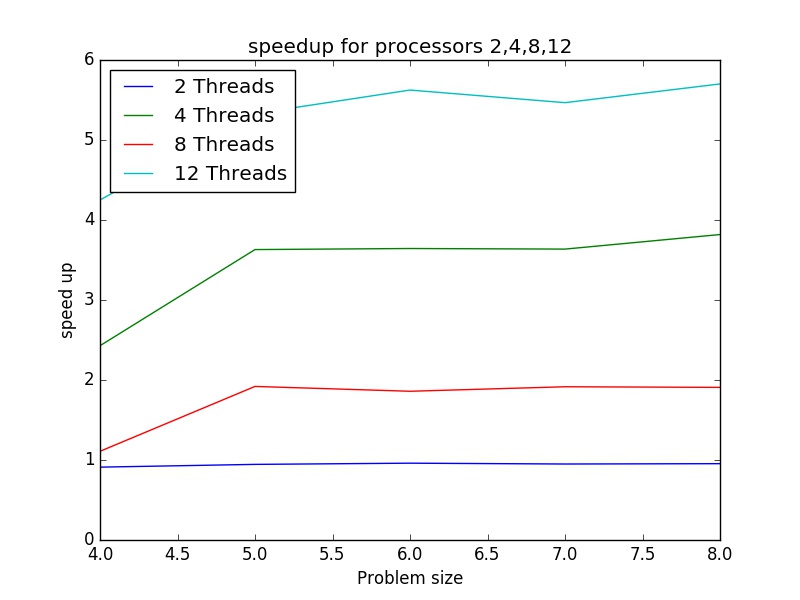 speedup for processors 2,4,8,12
6
5
4
3
2
1
0
speed up
2 Threads
4 Threads
8 Threads
12 Threads
4.0 4.5 5.0 5.5 6.0 6.5 7.0 7.5 8.0
Problem size